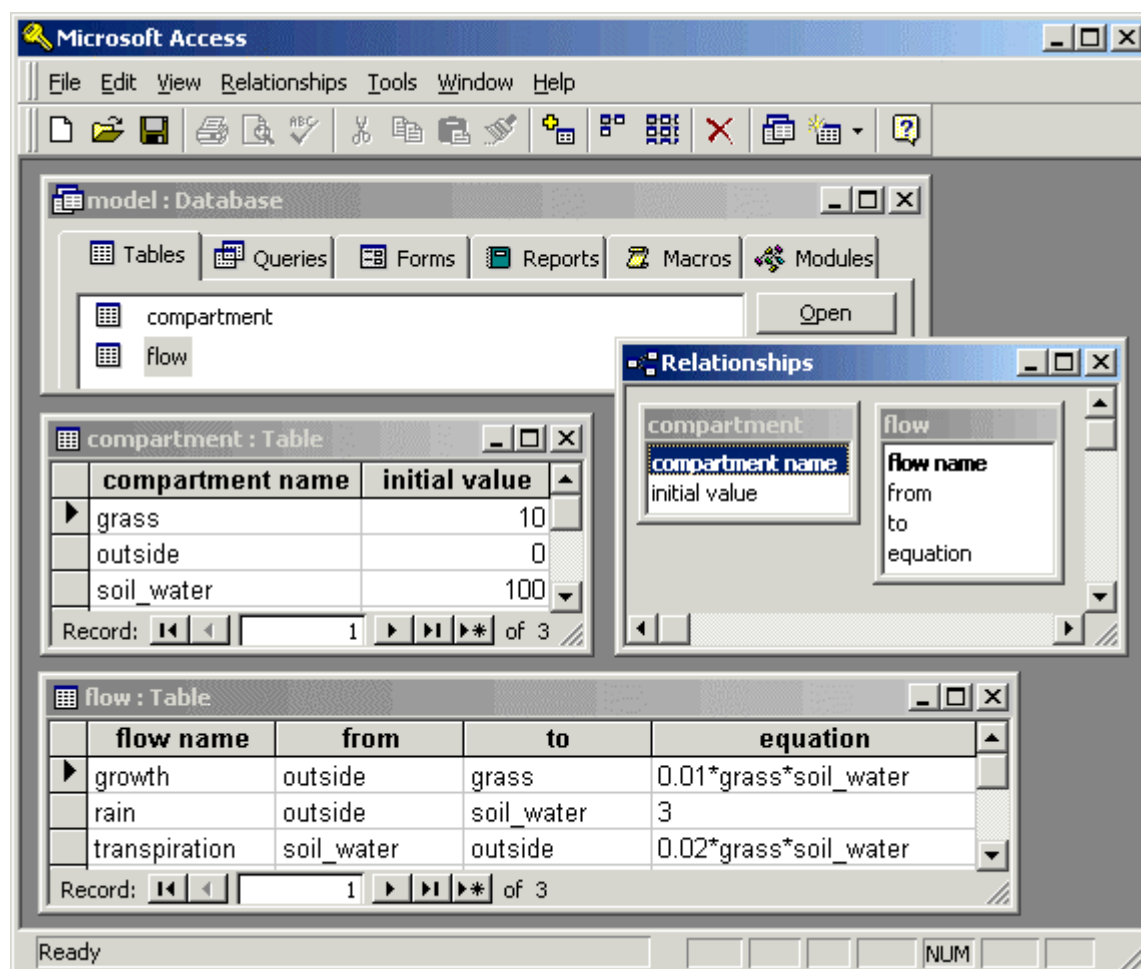 Microsoft Access
File Edit View Relationships Tools Window Help
model : Database
Tables Queries Forms Reports Macros Modules
compartment
Open
flow
Relationships
compartment
compartment name
initial value
flow
flow name
from
to
equation
compartment : Table
compartment name initial value
grass 10
outside 0
soil_water 100
Record: 1 of 3
flow : Table
flow name from to equation
growth outside grass 0.01*grass*soil_water
rain outside soil_water 3
transpiration soil_water outside 0.02*grass*soil_water
Record: 1 of 3
Ready NUM